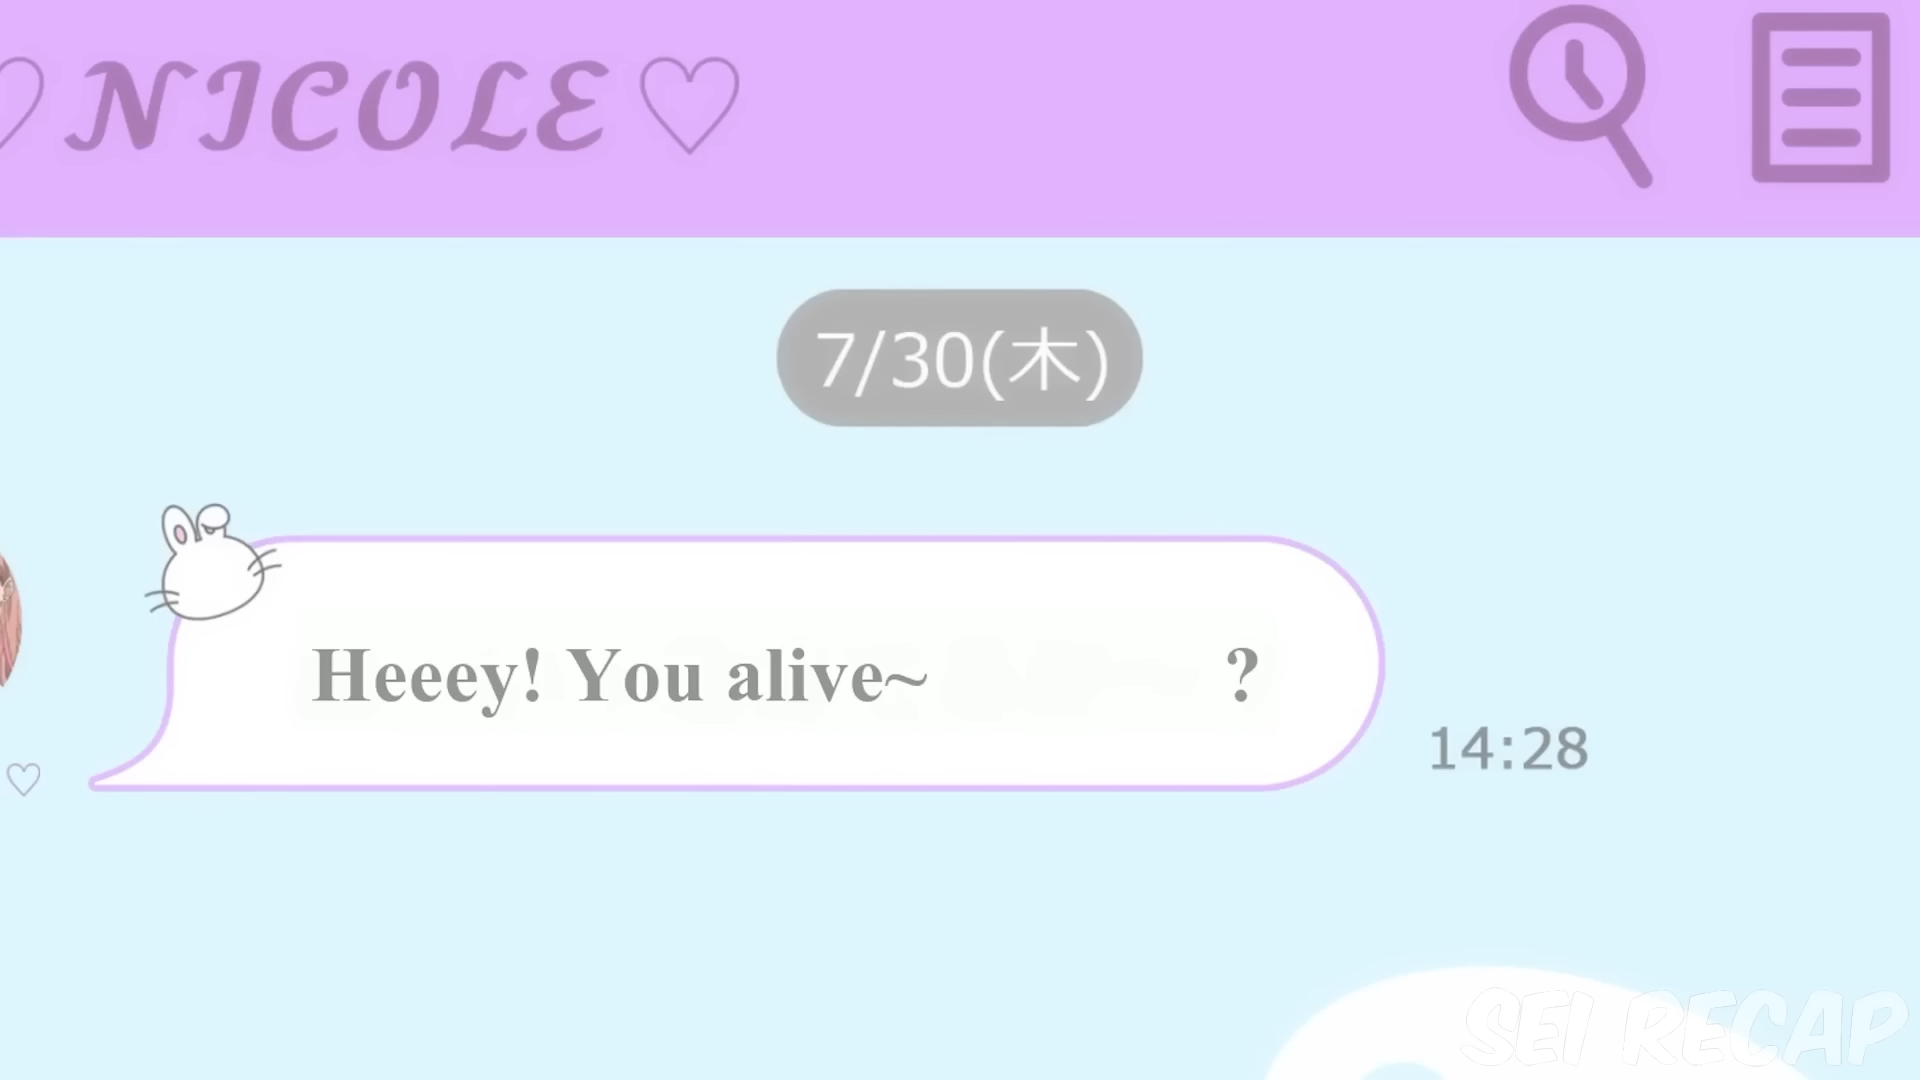 ♡NICOLE♡
7/30(木)
Heeey! You alive~ ?
14:28
♡
SEI RECAP